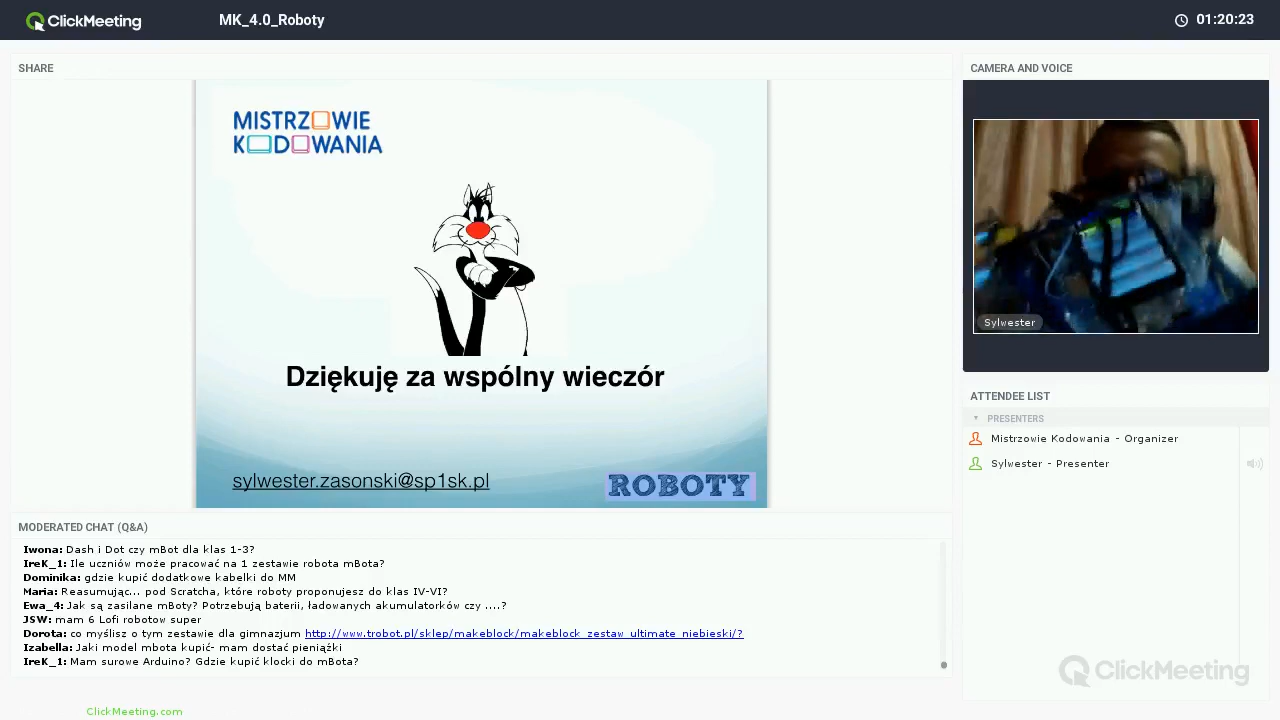 ClickMeeting
MK_4.0_Roboty
01:20:23
SHARE
MISTRZOWIE
KODOWANIA
Dziękuję za wspólny wieczór
sylwester.zasonski@sp1sk.pl
ROBOTY
CAMERA AND VOICE
Sylwester
ATTENDEE LIST
PRESENTERS
Mistrzowie Kodowania - Organizer
Sylwester - Presenter
MODERATED CHAT (Q&A)
Iwona: Dash i Dot czy mBot dla klas 1-3?
IreK_1: Ile uczniów może pracować na 1 zestawie robota mBota?
Dominika: gdzie kupić dodatkowe kabelki do MM
Maria: Reasumując... pod Scratcha, które roboty proponujesz do klas IV-VI?
Ewa_4: Jak są zasilane mBoty? Potrzebują baterii, ładowanych akumulatorków czy ....?
JSW: mam 6 Lofi robotow super
Dorota: co myślisz o tym zestawie dla gimnazjum http://www.trobot.pl/sklep/makeblock/makeblock_zestaw_ultimate_niebieski/?
Izabella: Jaki model mbota kupić- mam dostać pieniążki
IreK_1: Mam surowe Arduino? Gdzie kupić klocki do mBota?
ClickMeeting
ClickMeeting.com